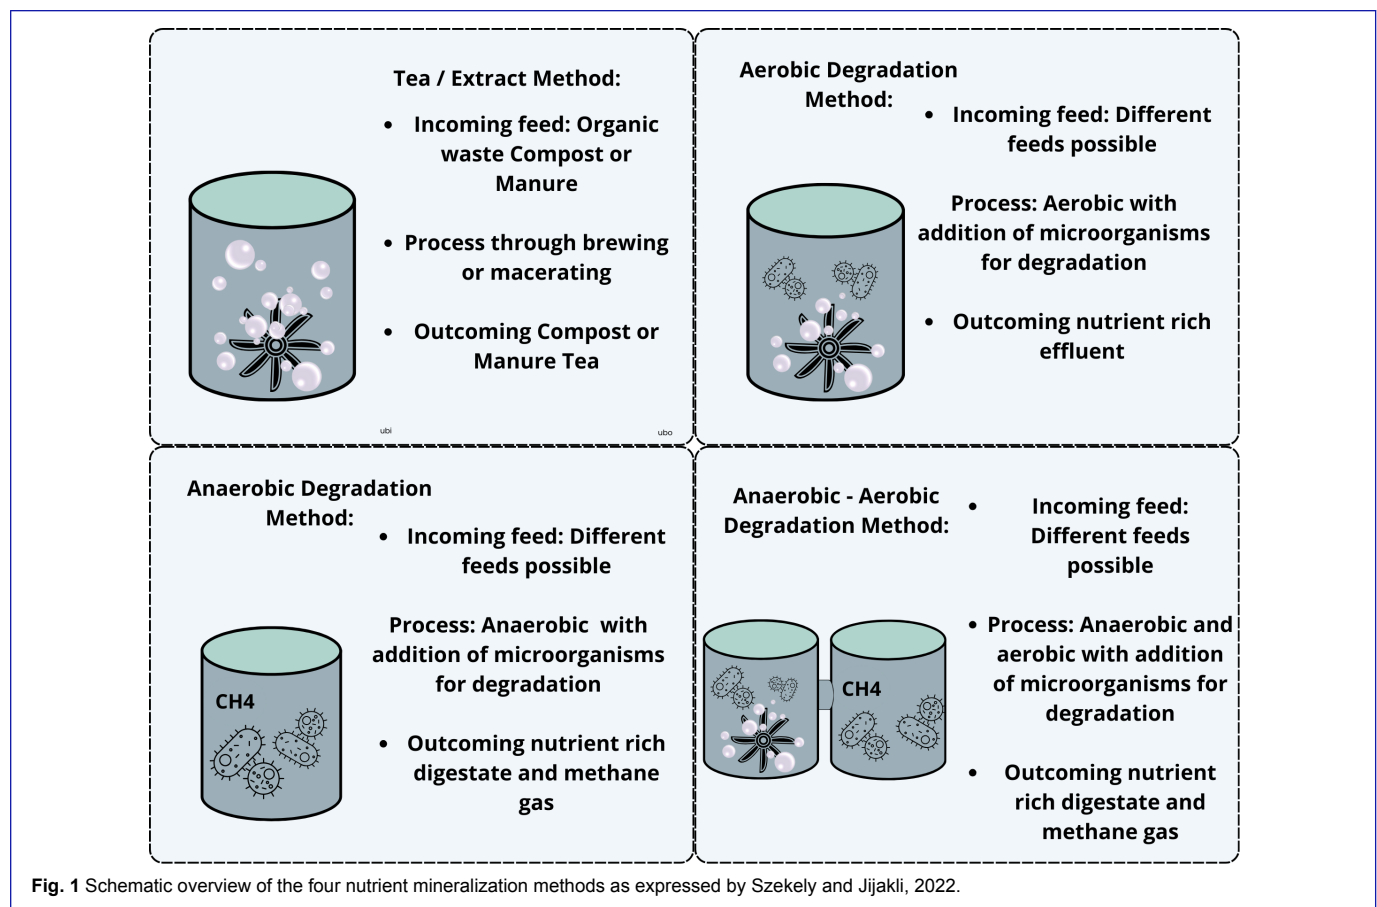 Tea / Extract Method:
• Incoming feed: Organic
waste Compost or
Manure
• Process through brewing
or macerating
• Outcoming Compost or
Manure Tea
ubi
ubo
Aerobic Degradation
Method:
• Incoming feed: Different
feeds possible
Process: Aerobic with
addition of microorganisms
for degradation
• Outcoming nutrient rich
effluent
Anaerobic Degradation
Method:
• Incoming feed: Different
feeds possible
Process: Anaerobic  with
addition of microorganisms
for degradation
• Outcoming nutrient rich
digestate and methane
gas
CH4
Anaerobic - Aerobic
Degradation Method:
• Incoming feed:
Different feeds
possible
• Process: Anaerobic and
aerobic with addition
of microorganisms for
degradation
• Outcoming nutrient
rich digestate and
methane gas
CH4
Fig. 1 Schematic overview of the four nutrient mineralization methods as expressed by Szekely and Jijakli, 2022.